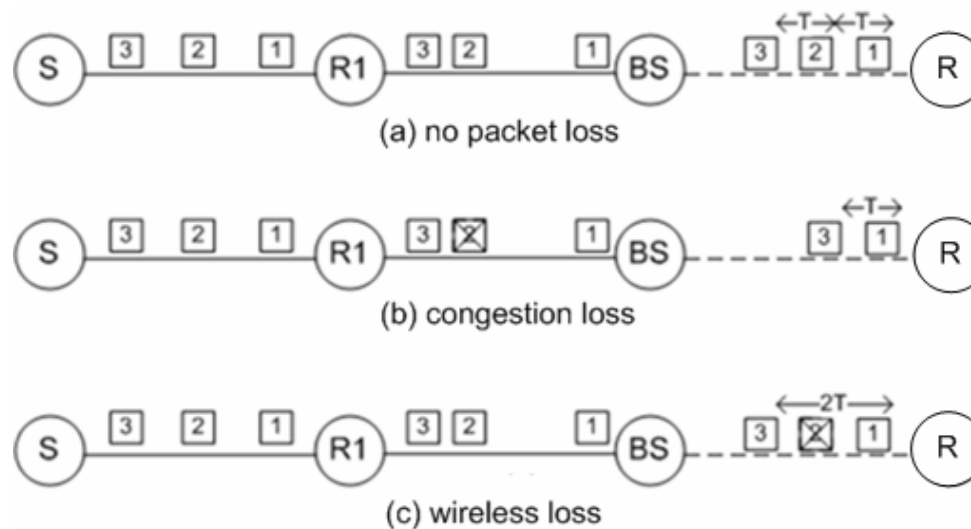 T T
3 2 1 3 2 1 3 2 1
S R1 BS R
(a) no packet loss
T
3 2 1 3 2 1 3 1
S R1 BS R
(b) congestion loss
2T
3 2 1 3 2 1 3 2 1
S R1 BS R
(c) wireless loss